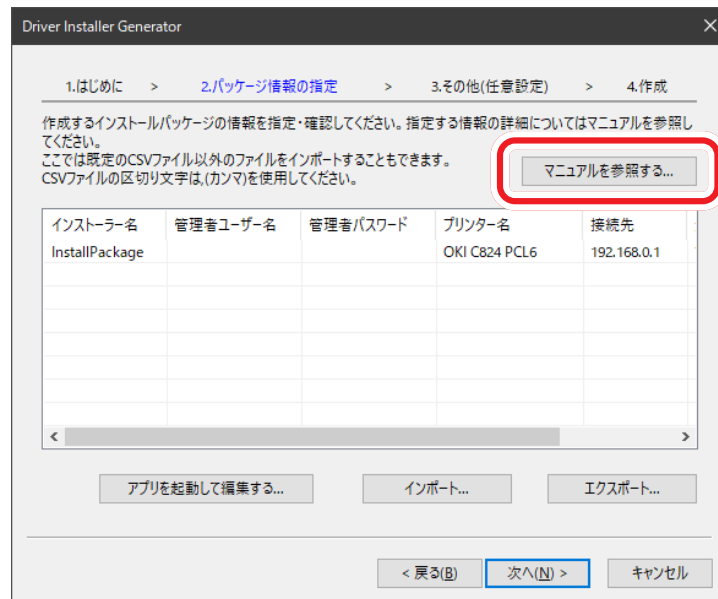 Driver Installer Generator
1.はじめに > 2.パッケージ情報の指定 > 3.その他(任意設定) > 4.作成
作成するインストールパッケージの情報を指定・確認してください。指定する情報の詳細についてはマニュアルを参照し
てください。
ここでは既定のCSVファイル以外のファイルをインポートすることもできます。
CSVファイルの区切り文字は,(カンマ)を使用してください。
マニュアルを参照する...
インストーラー名 管理者ユーザー名 管理者パスワード プリンター名 接続先
InstallPackage OKI C824 PCL6 192.168.0.1
アプリを起動して編集する... インポート... エクスポート...
< 戻る(B) 次へ(N) > キャンセル